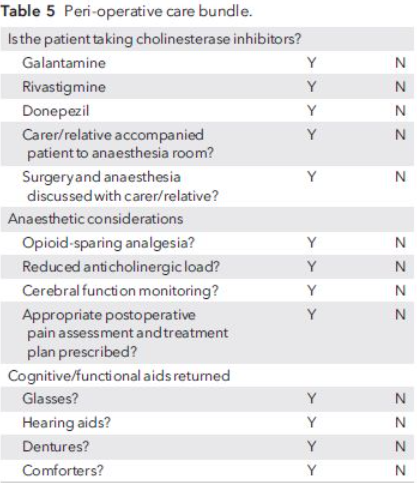 Table 5 Peri-operative care bundle.
Is the patient taking cholinesterase inhibitors?
Galantamine Y N
Rivastigmine Y N
Donepezil Y N
Carer/relative accompanied Y N
patient to anaesthesia room?
Surgery and anaesthesia Y N
discussed with carer/relative?
Anaesthetic considerations
Opioid-sparing analgesia? Y N
Reduced anticholinergic load? Y N
Cerebral function monitoring? Y N
Appropriate postoperative Y N
pain assessment and treatment
plan prescribed?
Cognitive/functional aids returned
Glasses? Y N
Hearing aids? Y N
Dentures? Y N
Comforters? Y N